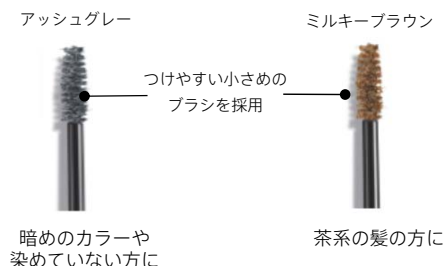 アッシュグレー
ミルキーブラウン
つけやすい小さめの
ブラシを採用
暗めのカラーや
染めていない方に
茶系の髪の方に